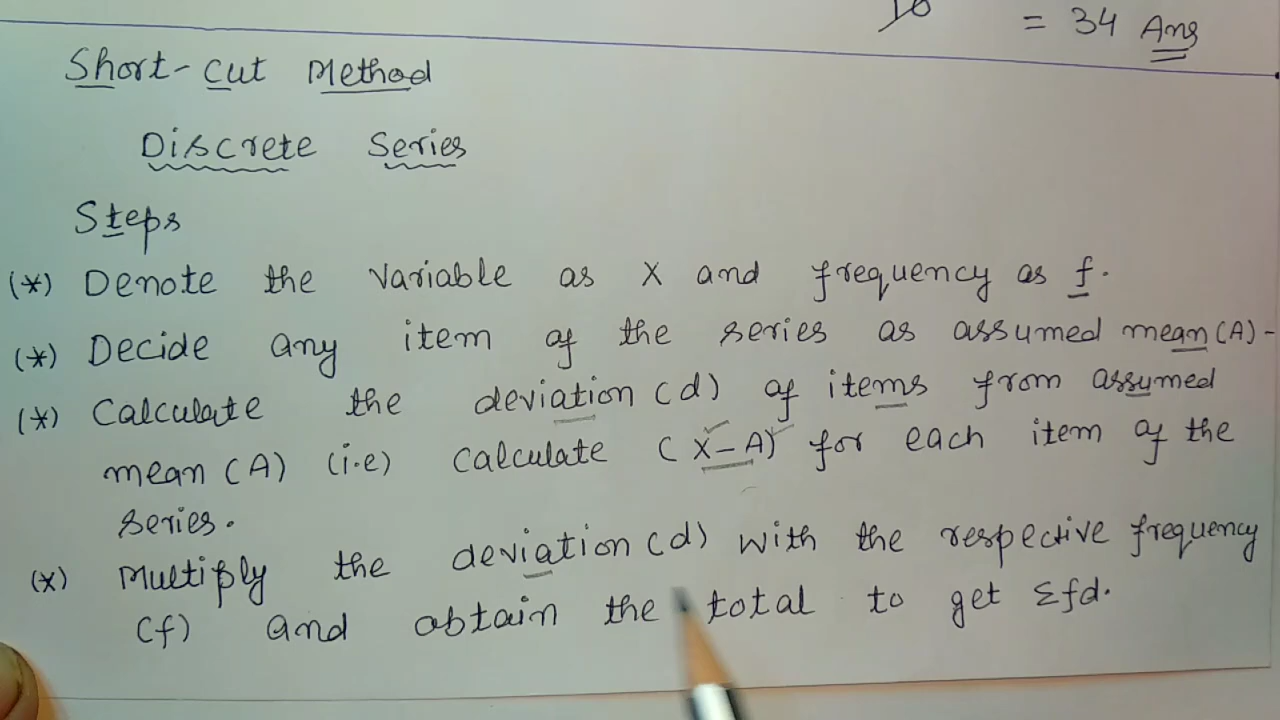 10
= 34 Ans
Short-cut Method
Discrete Series
Steps
(*) Denote the variable as X and frequency as f.
(*) Decide any item of the series as assumed mean (A) -
(*) Calculate the deviation (d) of items from assumed
mean (A) (i.e) calculate (X-A) for each item of the
series.
(*) Multiply the deviation (d) with the respective frequency
(f) and obtain the total to get Σfd.